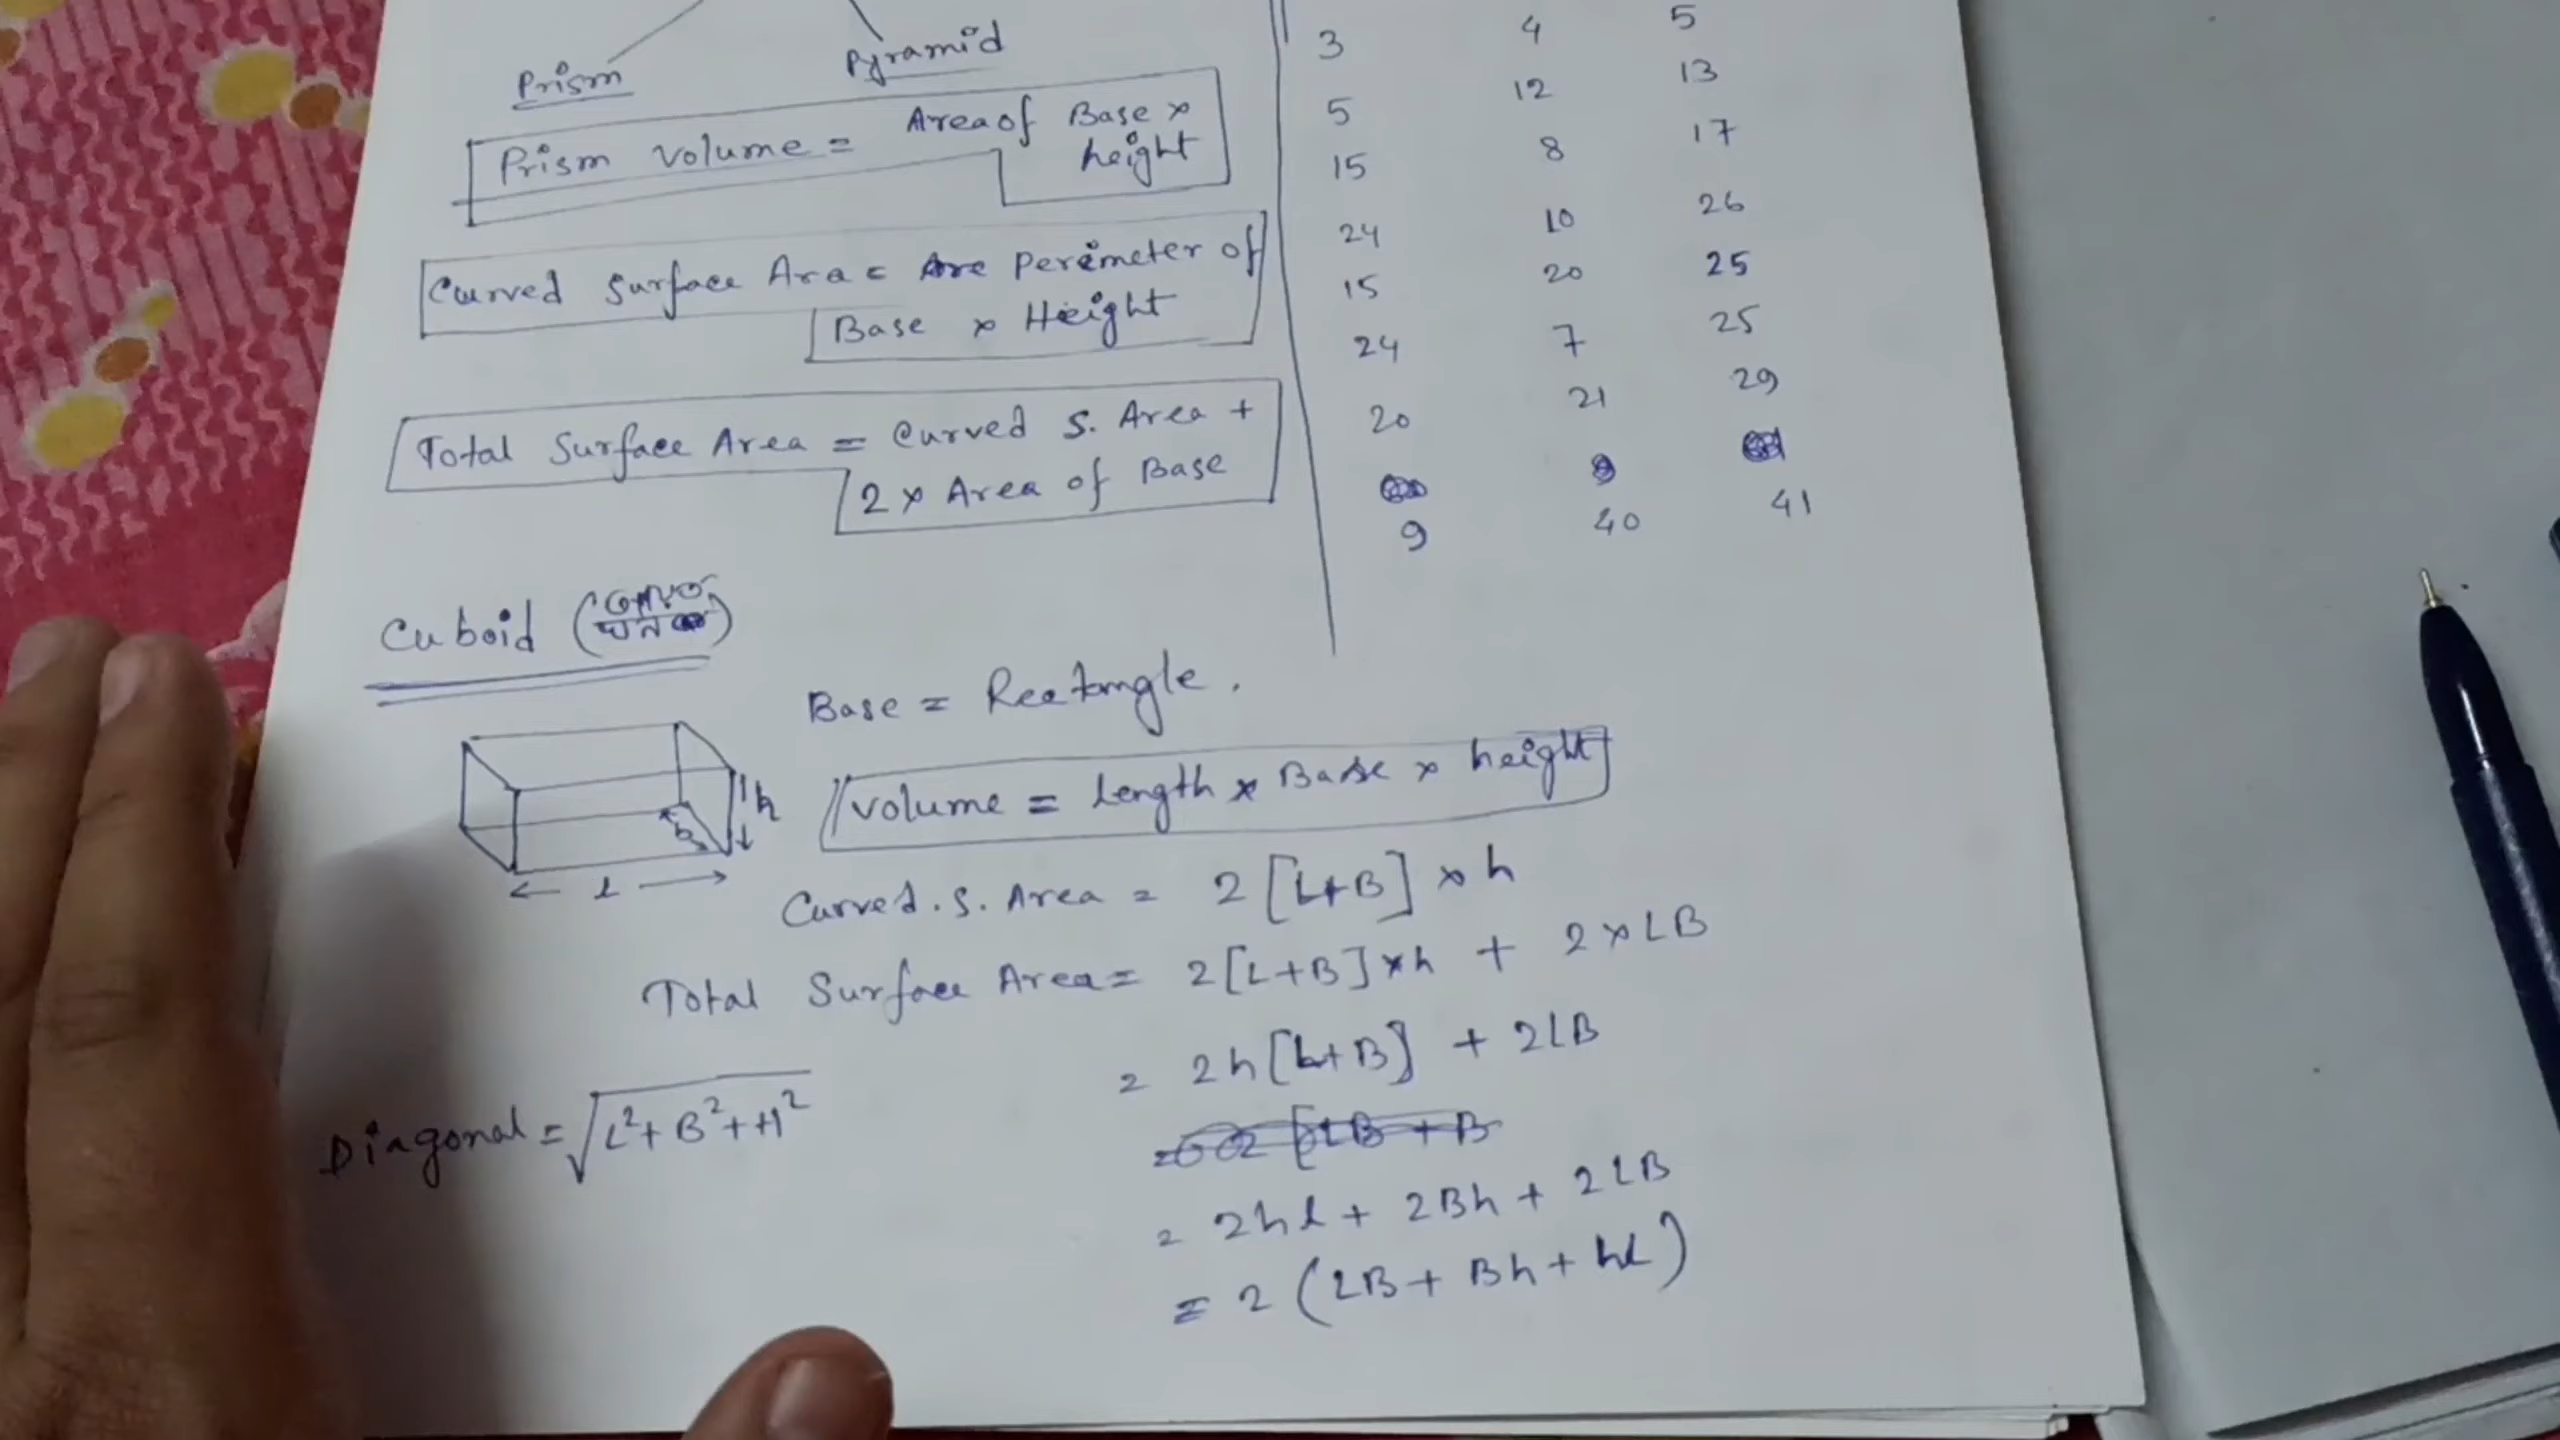 Prism Pyramid
Prism Volume = Area of Base ×
height
Curved Surface Ara = Are Perimeter of
Base × Height
Total Surface Area = Curved S. Area +
2 × Area of Base
3 4 5
5 12 13
15 8 17
24 10 26
15 20 25
24 7 25
20 21 29
9 40 41
Cuboid (
Base = Rectangle.
h
b
l
Volume = Length × Base × height
Curved. S. Area = 2 [L+B] × h
Total Surface Area = 2[L+B]×h + 2×LB
= 2h[L+B] + 2LB
= 2hl + 2Bh + 2LB
= 2 (LB + Bh + hl)
Diagonal = √L²+B²+H²